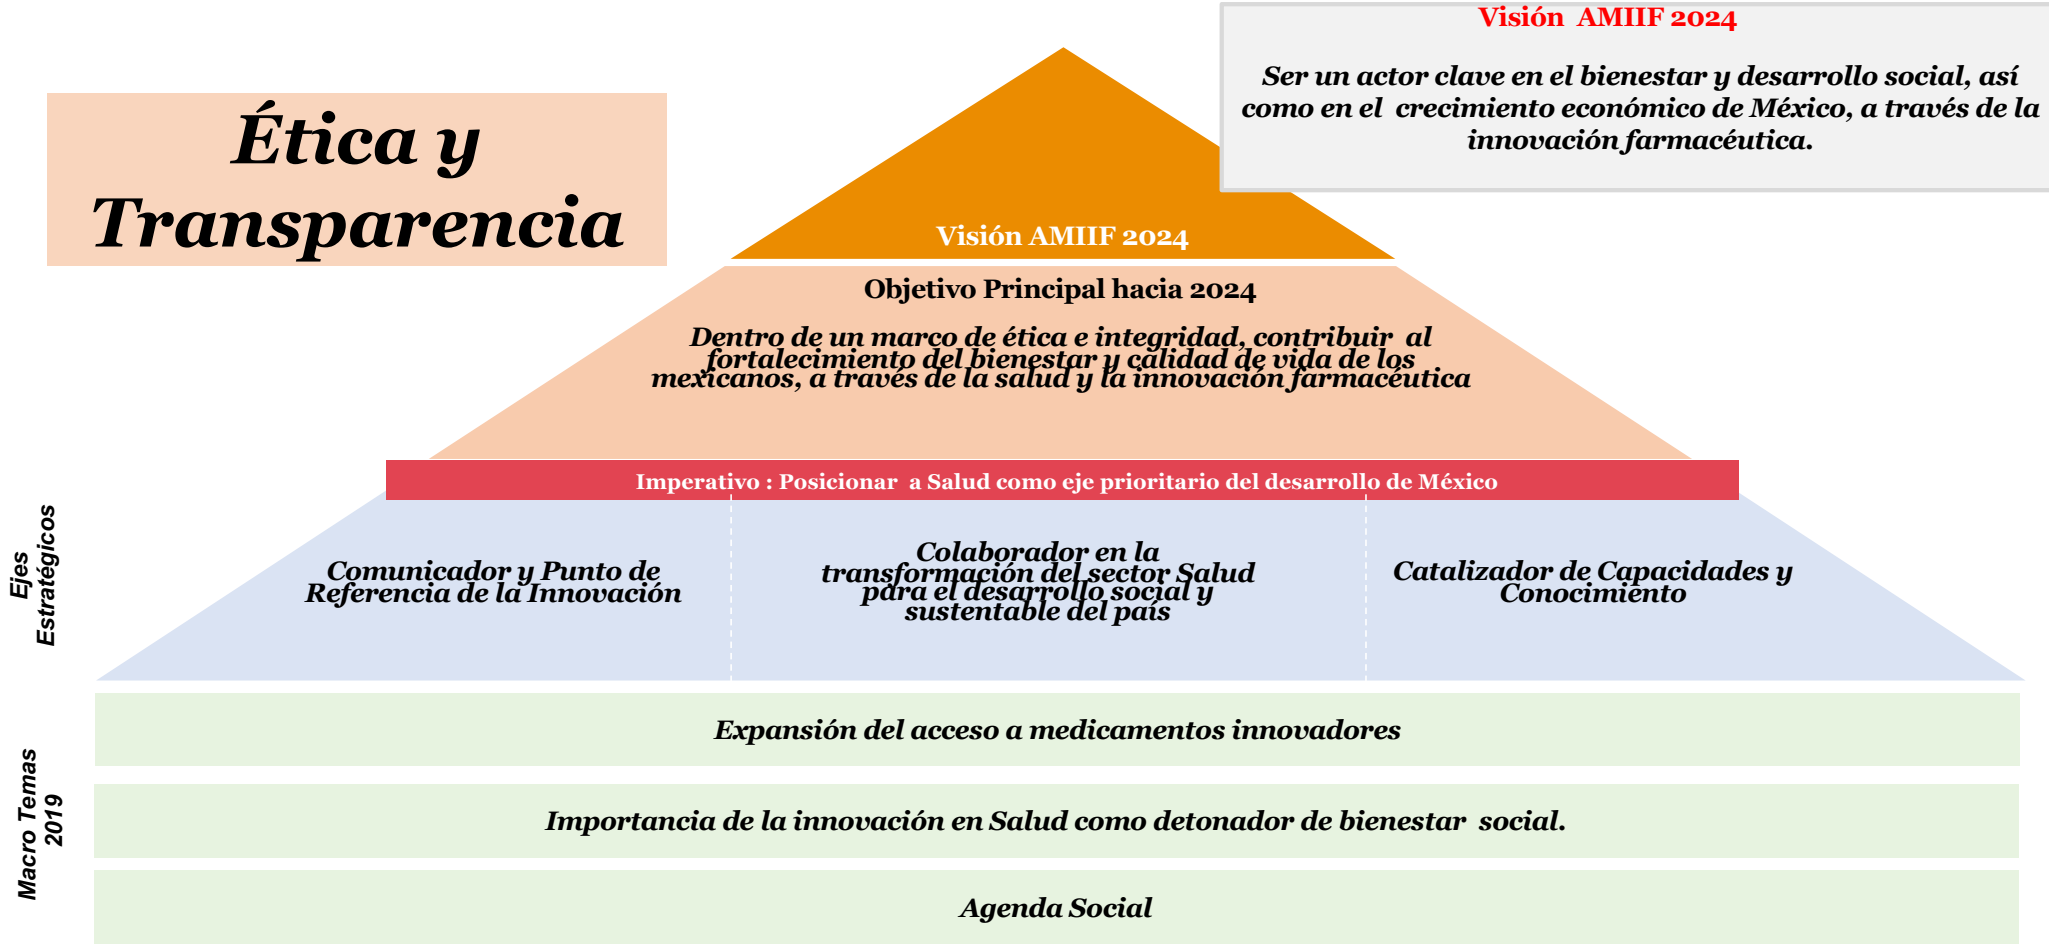 Visión AMIIF 2024
Ser un actor clave en el bienestar y desarrollo social, así
como en el crecimiento económico de México, a través de la
innovación farmacéutica.
Ética y
Transparencia
Visión AMIIF 2024
Objetivo Principal hacia 2024
Dentro de un marco de ética e integridad, contribuir al
fortalecimiento del bienestar y calidad de vida de los
mexicanos, a través de la salud y la innovación farmacéutica
Imperativo : Posicionar a Salud como eje prioritario del desarrollo de México
Ejes
Estratégicos
Comunicador y Punto de
Referencia de la Innovación
Colaborador en la
transformación del sector Salud
para el desarrollo social y
sustentable del país
Catalizador de Capacidades y
Conocimiento
Macro Temas
2019
Expansión del acceso a medicamentos innovadores
Importancia de la innovación en Salud como detonador de bienestar social.
Agenda Social